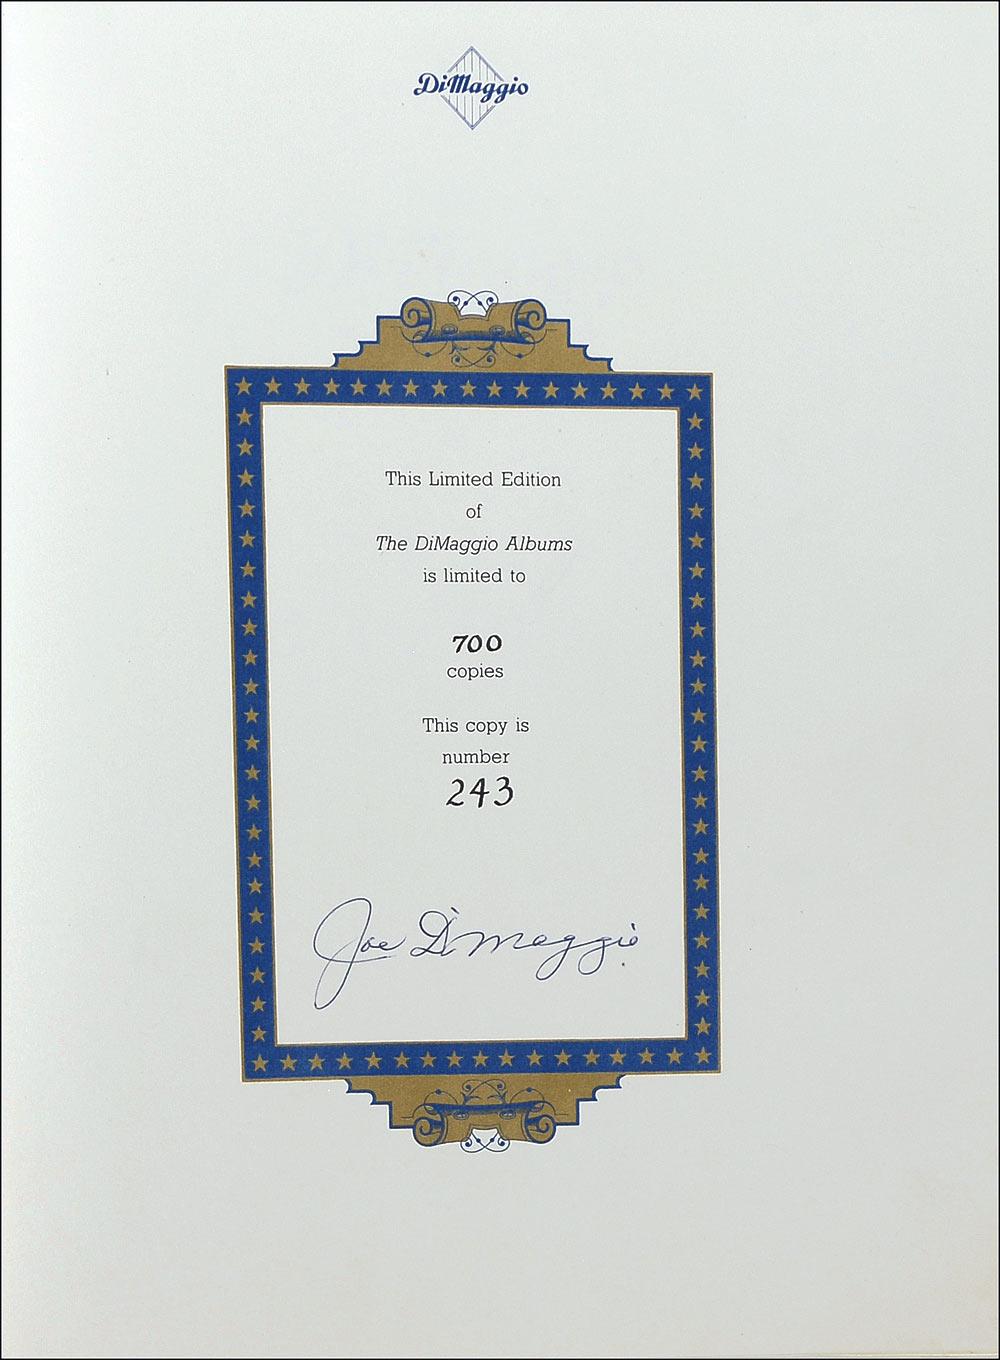 DiMaggio
This Limited Edition
of
The DiMaggio Albums
is limited to
700
copies
This copy is
number
243
Joe DiMaggio